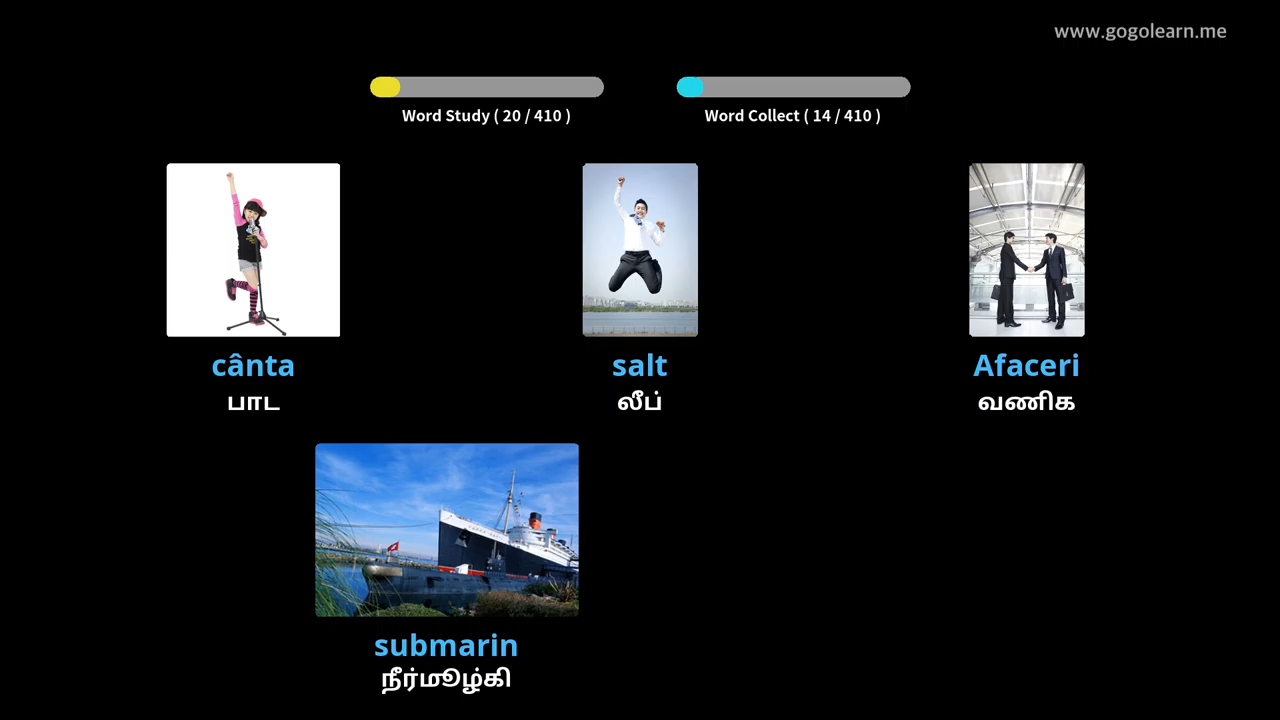 www.gogolearn.me
Word Study ( 20 / 410 )
Word Collect ( 14 / 410 )
cânta
பாட
salt
லீப்
Afaceri
வணிக
submarin
நீர்மூழ்கி